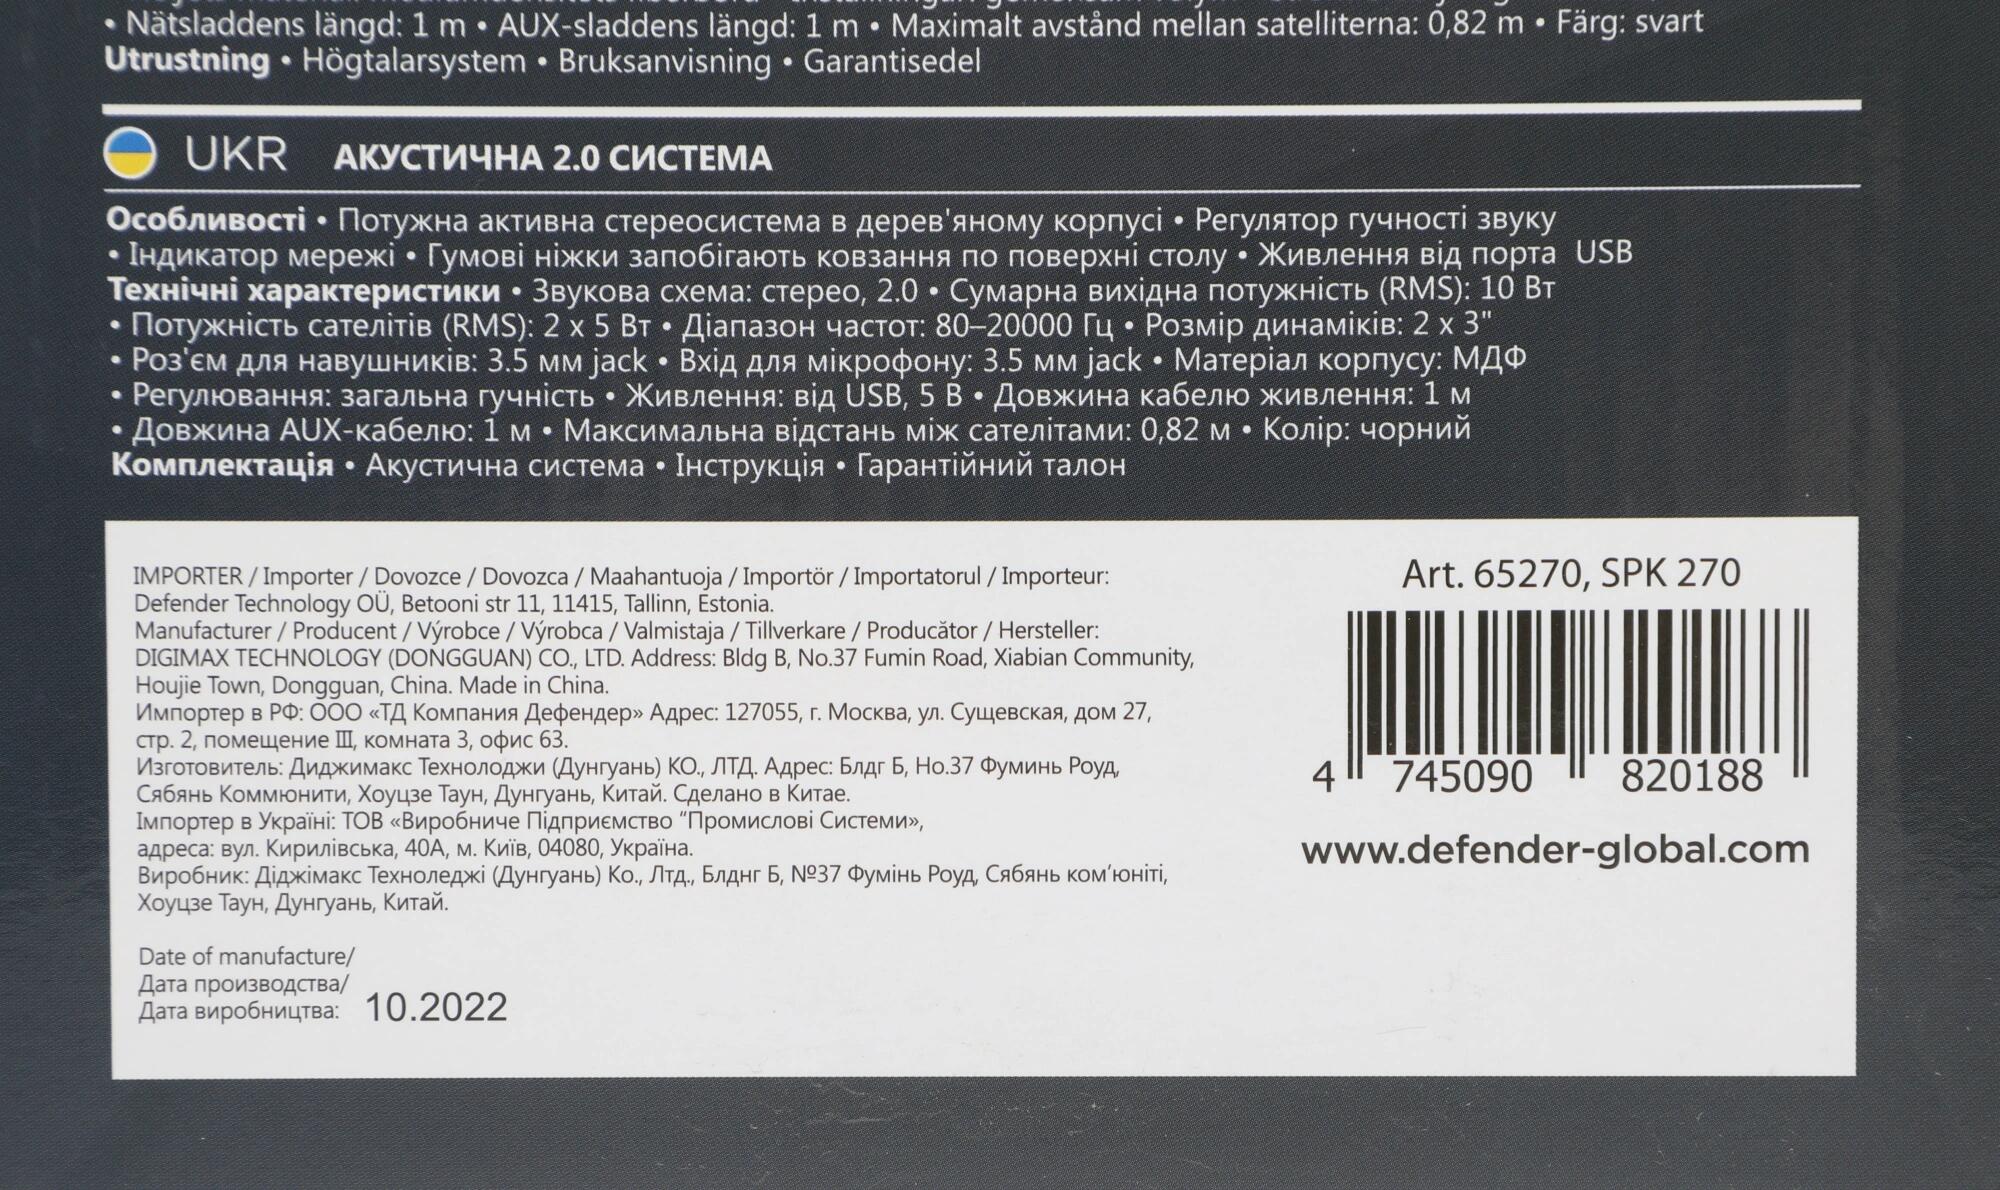 • Nätsladdens längd: 1 m • AUX-sladdens längd: 1 m • Maximalt avstånd mellan satelliterna: 0,82 m • Färg: svart
Utrustning • Högtalarsystem • Bruksanvisning • Garantisedel
UKR АКУСТИЧНА 2.0 СИСТЕМА
Особливості • Потужна активна стереосистема в дерев'яному корпусі • Регулятор гучності звуку
• Індикатор мережі • Гумові ніжки запобігають ковзання по поверхні столу • Живлення від порта USB
Технічні характеристики • Звукова схема: стерео, 2.0 • Сумарна вихідна потужність (RMS): 10 Вт
• Потужність сателітів (RMS): 2 x 5 Вт • Діапазон частот: 80–20000 Гц • Розмір динаміків: 2 x 3"
• Роз'єм для навушників: 3.5 мм jack • Вхід для мікрофону: 3.5 мм jack • Матеріал корпусу: МДФ
• Регулювання: загальна гучність • Живлення: від USB, 5 В • Довжина кабелю живлення: 1 м
• Довжина AUX-кабелю: 1 м • Максимальна відстань між сателітами: 0,82 м • Колір: чорний
Комплектація • Акустична система • Інструкція • Гарантійний талон
IMPORTER / Importer / Dovozce / Dovozca / Maahantuoja / Importör / Importatorul / Importeur:
Defender Technology OÜ, Betooni str 11, 11415, Tallinn, Estonia.
Manufacturer / Producent / Výrobce / Výrobca / Valmistaja / Tillverkare / Producător / Hersteller:
DIGIMAX TECHNOLOGY (DONGGUAN) CO., LTD. Address: Bldg B, No.37 Fumin Road, Xiabian Community,
Houjie Town, Dongguan, China. Made in China.
Импортер в РФ: ООО «ТД Компания Дефендер» Адрес: 127055, г. Москва, ул. Сущевская, дом 27,
стр. 2, помещение III, комната 3, офис 63.
Изготовитель: Диджимакс Технолоджи (Дунгуань) КО., ЛТД. Адрес: Блдг Б, Но.37 Фуминь Роуд,
Сябянь Коммюнити, Хоуцзе Таун, Дунгуань, Китай. Сделано в Китае.
Імпортер в Україні: ТОВ «Виробниче Підприємство "Промислові Системи»,
адреса: вул. Кирилівська, 40А, м. Київ, 04080, Україна.
Виробник: Діджімакс Технoледжі (Дунгуань) Ко., Лтд., Блднг Б, №37 Фумінь Роуд, Сябянь ком'юніті,
Хоуцзе Таун, Дунгуань, Китай.
Date of manufacture/
Дата производства/
Дата виробництва: 10.2022
Art. 65270, SPK 270
4 745090 820188
www.defender-global.com